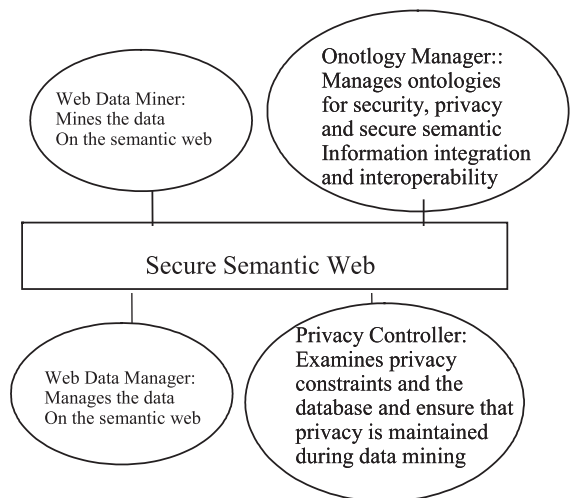 Web Data Miner:
Mines the data
On the semantic web
Onotlogy Manager::
Manages ontologies
for security, privacy
and secure semantic
Information integration
and interoperability
Secure Semantic Web
Web Data Manager:
Manages the data
On the semantic web
Privacy Controller:
Examines privacy
constraints and the
database and ensure that
privacy is maintained
during data mining